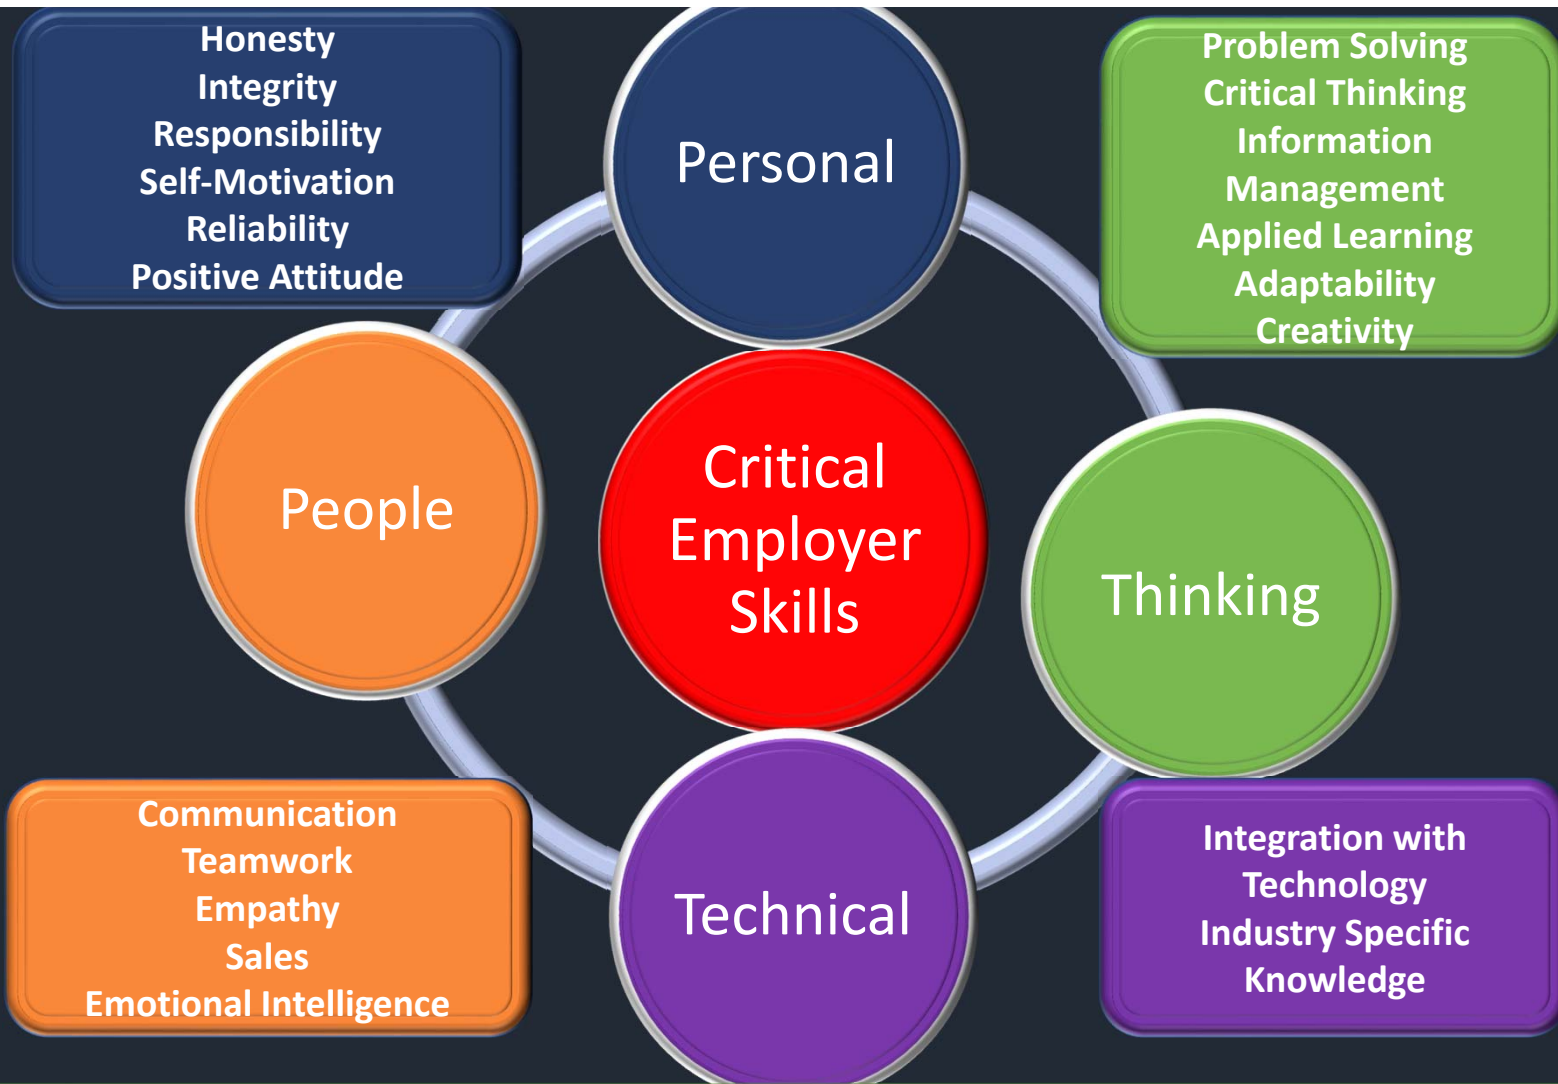 Honesty
Integrity
Responsibility
Self-Motivation
Reliability
Positive Attitude
Personal
Problem Solving
Critical Thinking
Information
Management
Applied Learning
Adaptability
Creativity
People
Critical
Employer
Skills
Thinking
Communication
Teamwork
Empathy
Sales
Emotional Intelligence
Technical
Integration with
Technology
Industry Specific
Knowledge